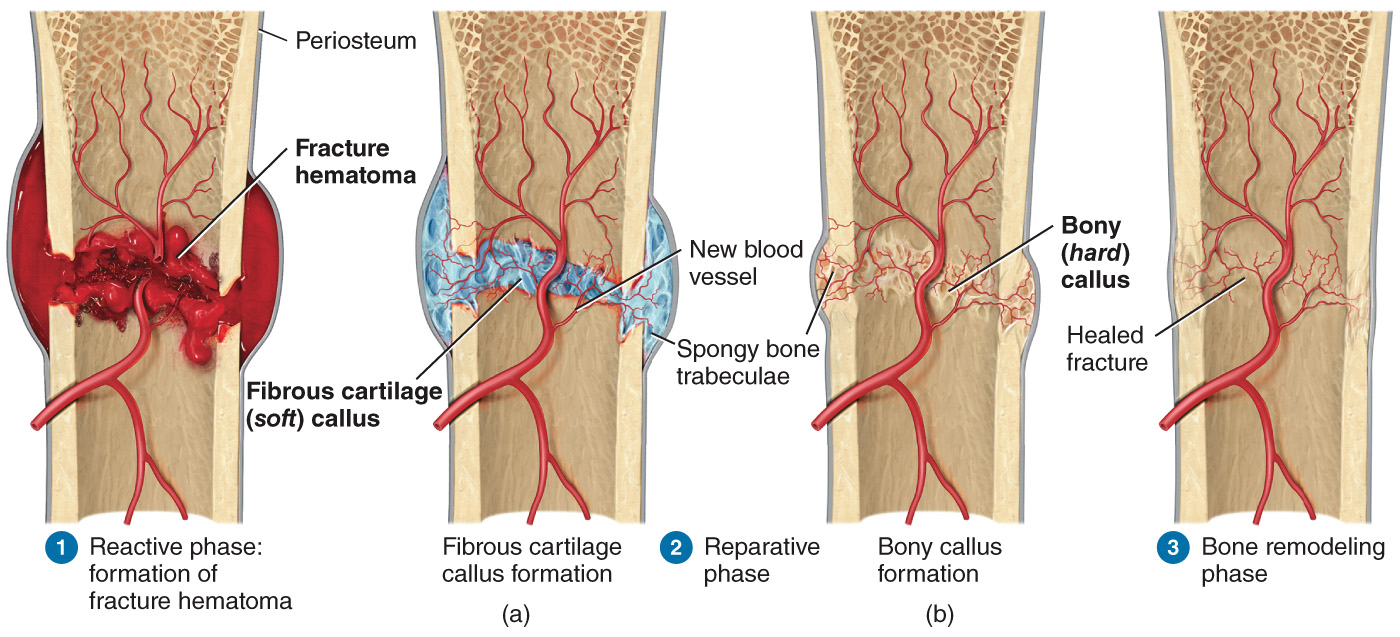 Periosteum
Fracture
hematoma
New blood
vessel
Spongy bone
trabeculae
Fibrous cartilage
(soft) callus
Bony
(hard)
callus
Healed
fracture
1 Reactive phase:
formation of
fracture hematoma
Fibrous cartilage
callus formation
(a)
2 Reparative
phase
Bony callus
formation
(b)
3 Bone remodeling
phase